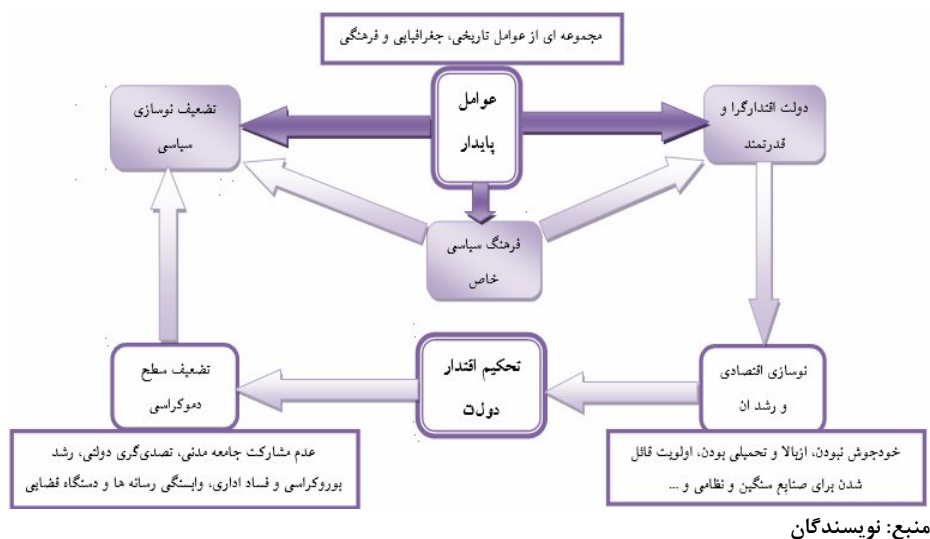 مجموعه ای از عوامل تاریخی، جغرافیایی و فرهنگی
عوامل
پایدار
دولت اقتدارگرا و
قدرتمند
تضعیف نوسازی
سیاسی
فرهنگ سیاسی
خاص
نوسازی اقتصادی
و رشد ان
تحکیم اقتدار
دولت
تضعیف سطح
دموکراسی
خودجوش نبودن، ازبالا و تحمیلی بودن، اولویت قائل
شدن برای صنایع سنگین و نظامی و ...
عدم مشارکت جامعه مدنی، تصدی‌گری دولتی، رشد
بوروکراسی و فساد اداری، وابستگی رسانه ها و دستگاه قضایی
منبع: نویسندگان